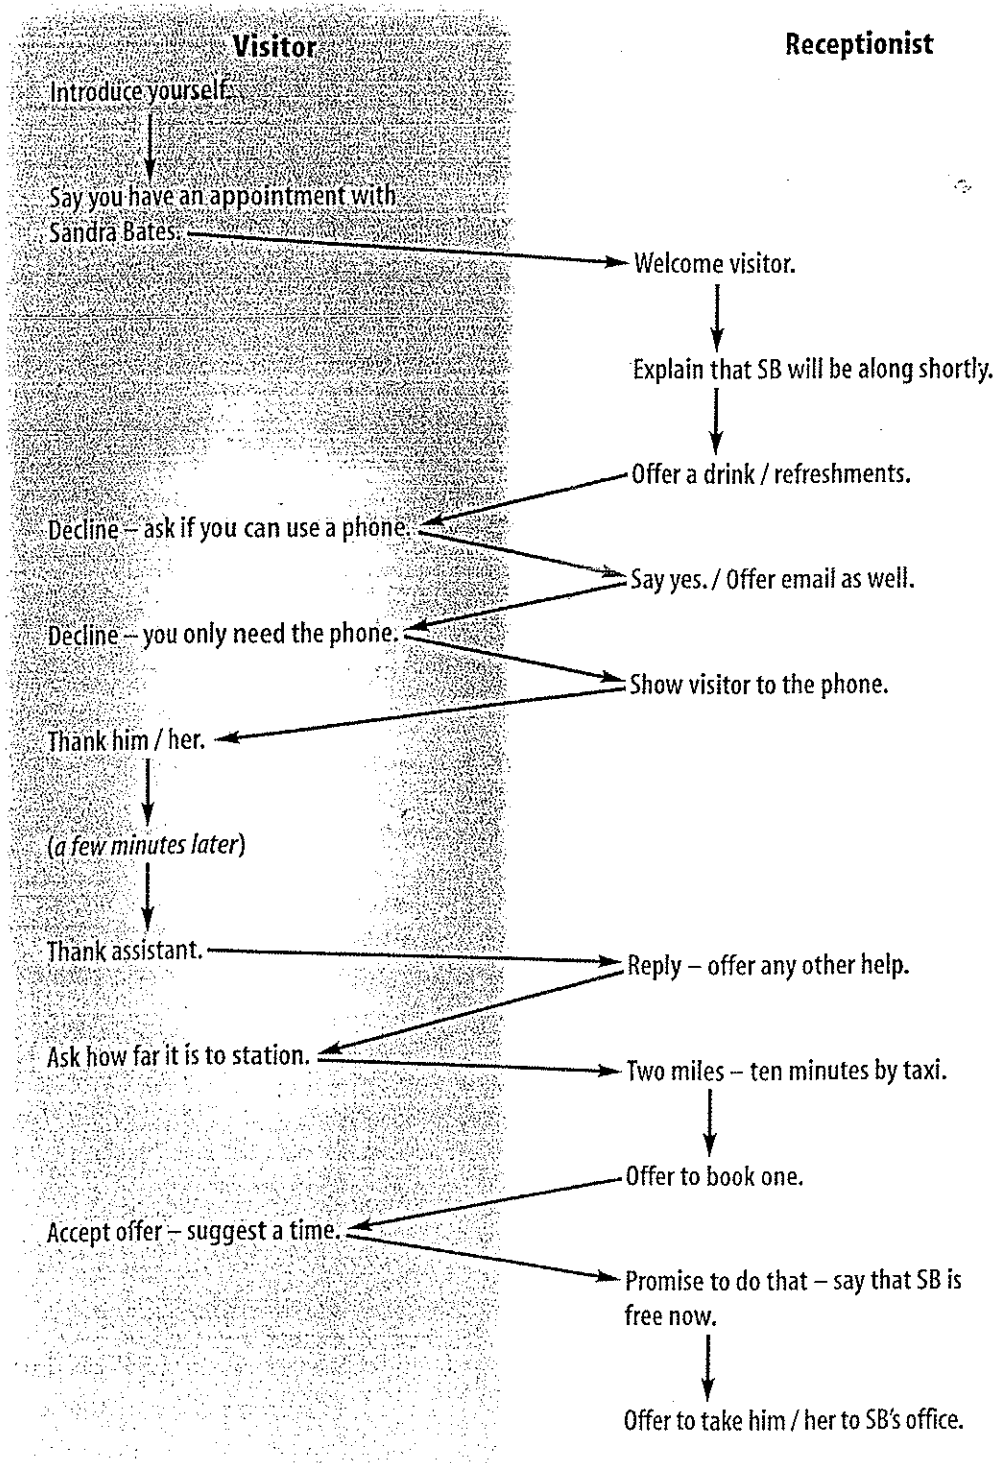 Visitor
Receptionist
Introduce yourself.
Say you have an appointment with
Sandra Bates.
Welcome visitor.
Explain that SB will be along shortly.
Offer a drink / refreshments.
Decline – ask if you can use a phone.
Say yes. / Offer email as well.
Decline – you only need the phone.
Show visitor to the phone.
Thank him / her.
(a few minutes later)
Thank assistant.
Reply – offer any other help.
Ask how far it is to station.
Two miles – ten minutes by taxi.
Offer to book one.
Accept offer – suggest a time.
Promise to do that – say that SB is
free now.
Offer to take him / her to SB's office.